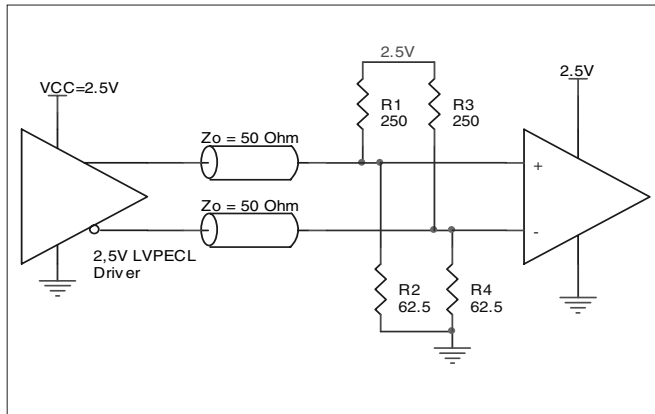 2.5V
VCC=2.5V
2.5V
R1
250
R3
250
Zo = 50 Ohm
+
Zo = 50 Ohm
-
2,5V LVPECL
Driver
R2
62.5
R4
62.5